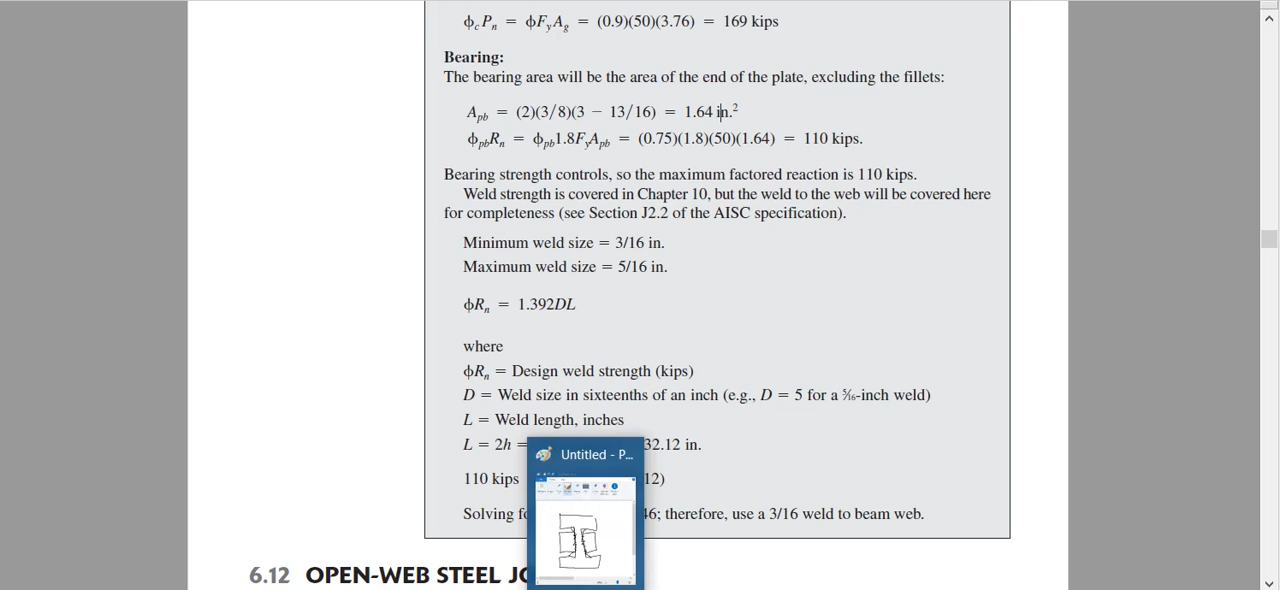 ϕcPn = ϕFyAg = (0.9)(50)(3.76) = 169 kips
Bearing:
The bearing area will be the area of the end of the plate, excluding the fillets:
Apb = (2)(3/8)(3 − 13/16) = 1.64 in.²
ϕpbRn = ϕpb1.8FyApb = (0.75)(1.8)(50)(1.64) = 110 kips.
Bearing strength controls, so the maximum factored reaction is 110 kips.
Weld strength is covered in Chapter 10, but the weld to the web will be covered here
for completeness (see Section J2.2 of the AISC specification).
Minimum weld size = 3/16 in.
Maximum weld size = 5/16 in.
ϕRn = 1.392DL
where
ϕRn = Design weld strength (kips)
D = Weld size in sixteenths of an inch (e.g., D = 5 for a 5⁄16-inch weld)
L = Weld length, inches
L = 2h = 32.12 in.
Untitled - P...
110 kips 12)
Solving fo 46; therefore, use a 3/16 weld to beam web.
6.12 OPEN-WEB STEEL JO